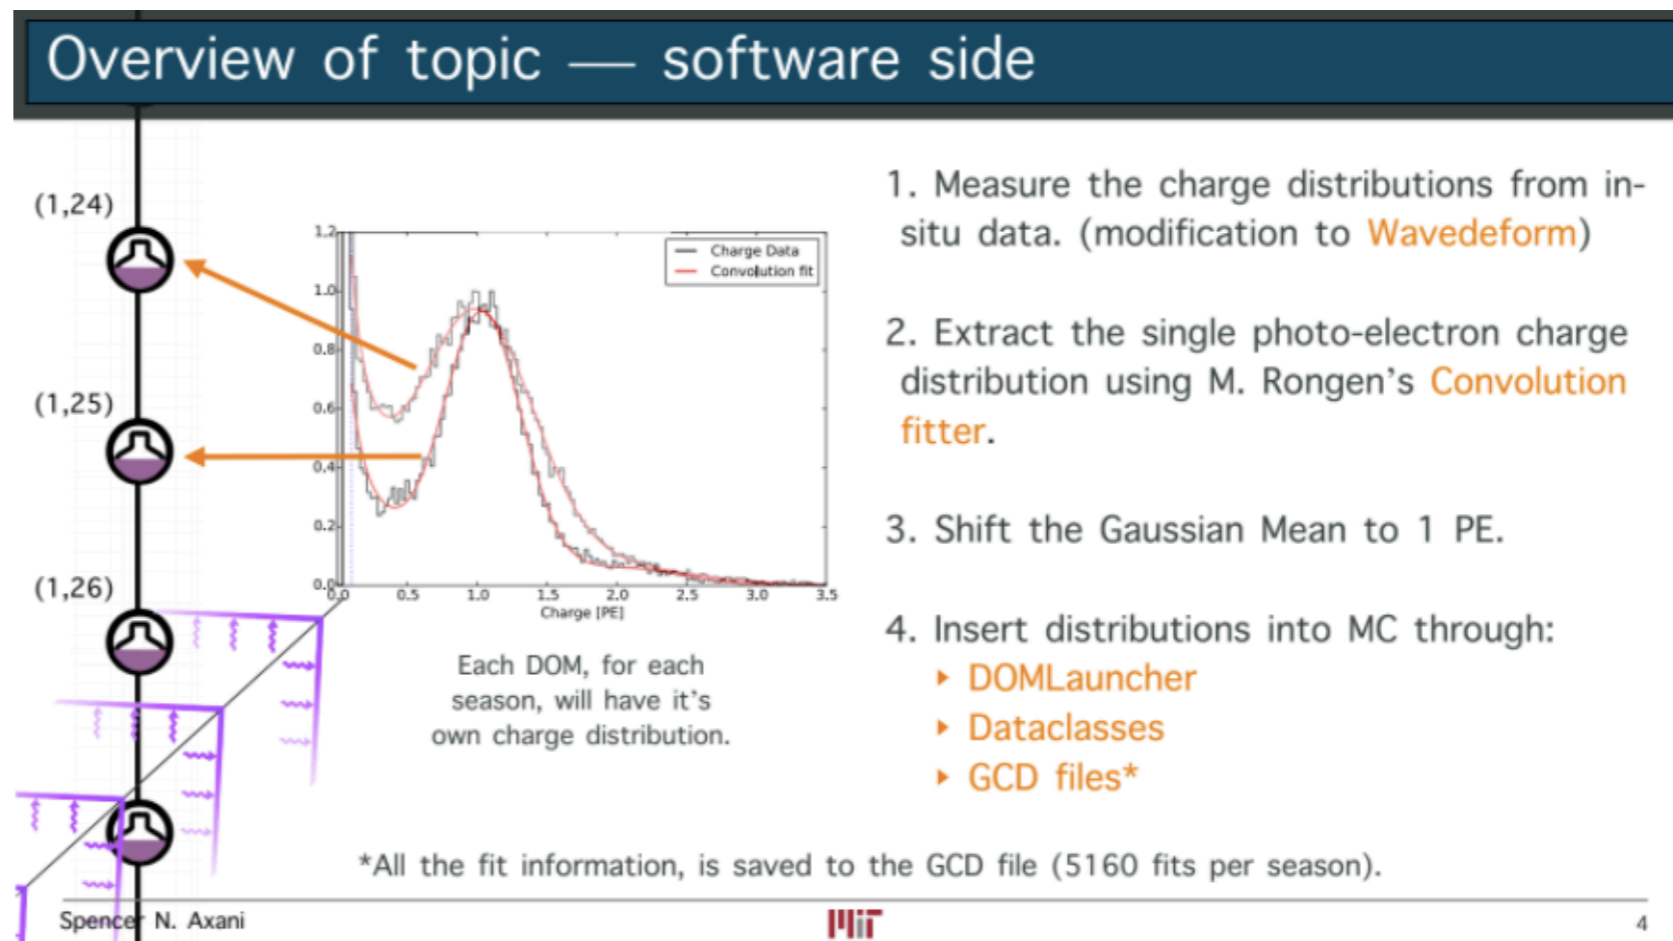 Overview of topic — software side
(1,24)
(1,25)
(1,26)
1.2
1.0
0.8
0.6
0.4
0.2
0.0
0.0 0.5 1.0 1.5 2.0 2.5 3.0 3.5
Charge [PE]
Charge Data
Convolution fit
Each DOM, for each
season, will have it's
own charge distribution.
1. Measure the charge distributions from in-
situ data. (modification to Wavedeform)
2. Extract the single photo-electron charge
distribution using M. Rongen's Convolution
fitter.
3. Shift the Gaussian Mean to 1 PE.
4. Insert distributions into MC through:
‣ DOMLauncher
‣ Dataclasses
‣ GCD files*
*All the fit information, is saved to the GCD file (5160 fits per season).
Spencer N. Axani
MIT
4